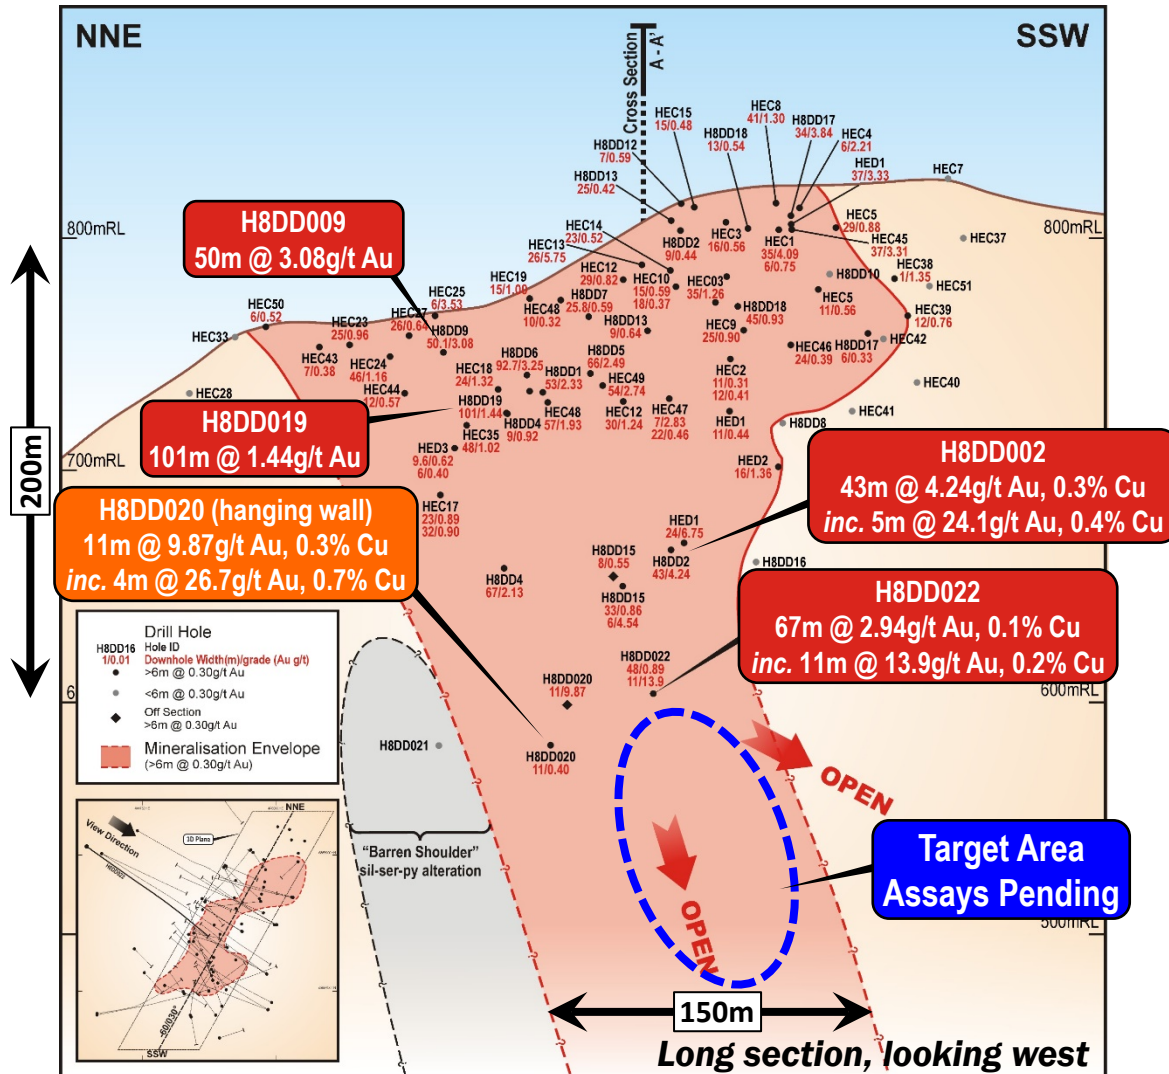 NNE
SSW
Cross Section
A - A'
HEC8
41/1.30
HEC15
15/0.48
H8DD17
34/3.84
H8DD18
13/0.54
HEC4
6/2.21
H8DD12
7/0.59
HED1
37/3.33
HEC7
H8DD13
25/0.42
H8DD009
50m @ 3.08g/t Au
800mRL
800mRL
HEC14
23/0.52
HEC13
26/5.75
H8DD2
9/0.44
HEC3
16/0.56
HEC1
35/4.09
6/0.75
HEC5
29/0.88
HEC45
37/3.31
HEC37
HEC38
1/1.35
H8DD10
HEC51
HEC19
15/1.00
HEC12
29/0.82
HEC10
15/0.59
18/0.37
HEC03
35/1.26
HEC25
6/3.53
HEC50
6/0.52
HEC48
10/0.32
H8DD7
25.8/0.59
H8DD13
9/0.64
H8DD18
45/0.93
HEC5
11/0.56
HEC39
12/0.76
HEC33
HEC23
25/0.96
26/0.64
H8DD9
50.1/3.08
HEC9
25/0.90
HEC46
24/0.39
H8DD17
6/0.33
HEC42
HEC43
7/0.38
HEC24
46/1.16
H8DD6
92.7/3.25
H8DD5
66/2.49
HEC2
11/0.31
12/0.41
HEC28
HEC44
12/0.57
HEC18
24/1.32
H8DD1
53/2.33
HEC49
54/2.74
HEC40
H8DD19
101/1.44
H8DD4
9/0.92
HEC48
57/1.93
HEC12
30/1.24
HEC47
7/2.83
22/0.46
HED1
11/0.44
HEC41
H8DD8
200m
H8DD019
101m @ 1.44g/t Au
HEC35
48/1.02
HED3
9.6/0.62
6/0.40
HED2
16/1.36
700mRL
H8DD002
43m @ 4.24g/t Au, 0.3% Cu
inc. 5m @ 24.1g/t Au, 0.4% Cu
H8DD020 (hanging wall)
11m @ 9.87g/t Au, 0.3% Cu
inc. 4m @ 26.7g/t Au, 0.7% Cu
HEC17
23/0.89
32/0.90
HED1
24/6.75
H8DD2
43/4.24
H8DD15
8/0.55
H8DD16
H8DD4
67/2.13
H8DD15
33/0.86
6/4.54
H8DD022
67m @ 2.94g/t Au, 0.1% Cu
inc. 11m @ 13.9g/t Au, 0.2% Cu
Drill Hole
H8DD16 Hole ID
1/0.01 Downhole Width(m)/grade (Au g/t)
>6m @ 0.30g/t Au
<6m @ 0.30g/t Au
Off Section
>6m @ 0.30g/t Au
Mineralisation Envelope
(>6m @ 0.30g/t Au)
H8DD022
48/0.89
11/13.9
H8DD020
11/9.87
6
600mRL
H8DD021
H8DD020
11/0.40
OPEN
OPEN
"Barren Shoulder"
sil-ser-py alteration
Target Area
Assays Pending
500mRL
NNE
View Direction
3D Plans
H8DD022
-60/030°
SSW
150m
Long section, looking west